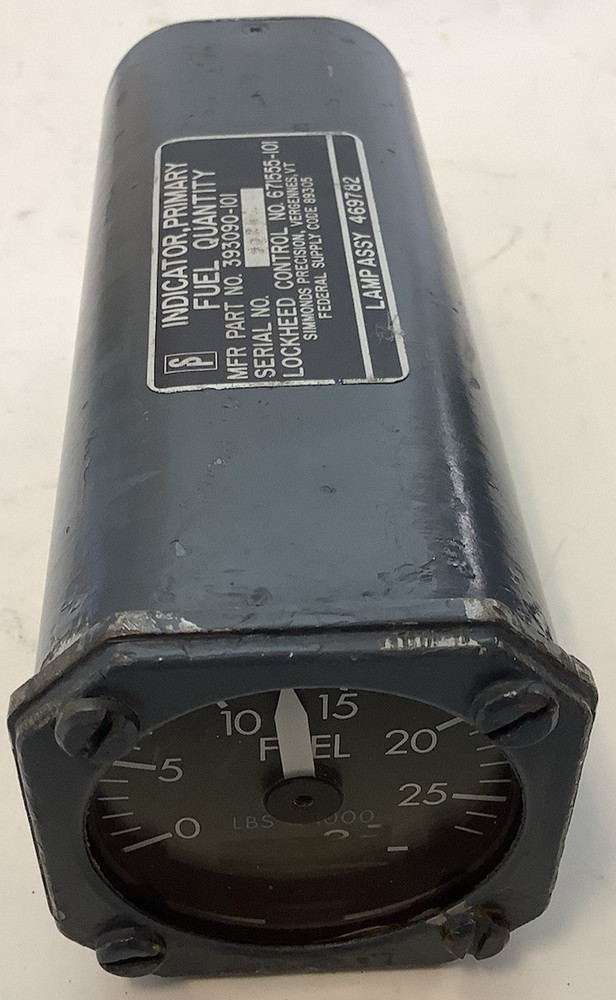 INDICATOR, PRIMARY
FUEL QUANTITY
MFR PART NO. 393090-101
SERIAL NO.
LOCKHEED CONTROL NO. 671555-101
SIMMONDS PRECISION, VERGENNES, VT
FEDERAL SUPPLY CODE 89305
LAMP ASSY 469782
10
15
FUEL
20
5
25
LBS
0